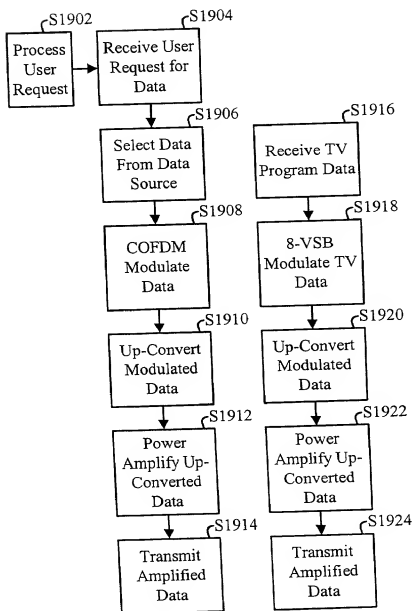 S1902
Process
User
Request
S1904
Receive User
Request for
Data
S1906
Select Data
From Data
Source
S1908
COFDM
Modulate
Data
S1910
Up-Convert
Modulated
Data
S1912
Power
Amplify Up-
Converted
Data
S1914
Transmit
Amplified
Data
S1916
Receive TV
Program Data
S1918
8-VSB
Modulate TV
Data
S1920
Up-Convert
Modulated
Data
S1922
Power
Amplify Up-
Converted
Data
S1924
Transmit
Amplified
Data